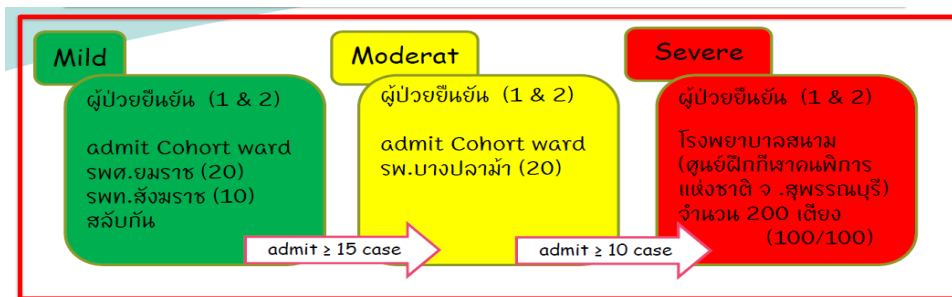 Mild
ผู้ป่วยยืนยัน (1 & 2)
admit Cohort ward
รพศ.ยมราช (20)
รพท.สังฆราช (10)
สลับกัน
admit ≥ 15 case
Moderat
ผู้ป่วยยืนยัน (1 & 2)
admit Cohort ward
รพ.บางปลาม้า (20)
admit ≥ 10 case
Severe
ผู้ป่วยยืนยัน (1 & 2)
โรงพยาบาลสนาม
(ศูนย์ฝึกกีฬาคนพิการ
แห่งชาติ จ .สุพรรณบุรี)
จำนวน 200 เตียง
(100/100)